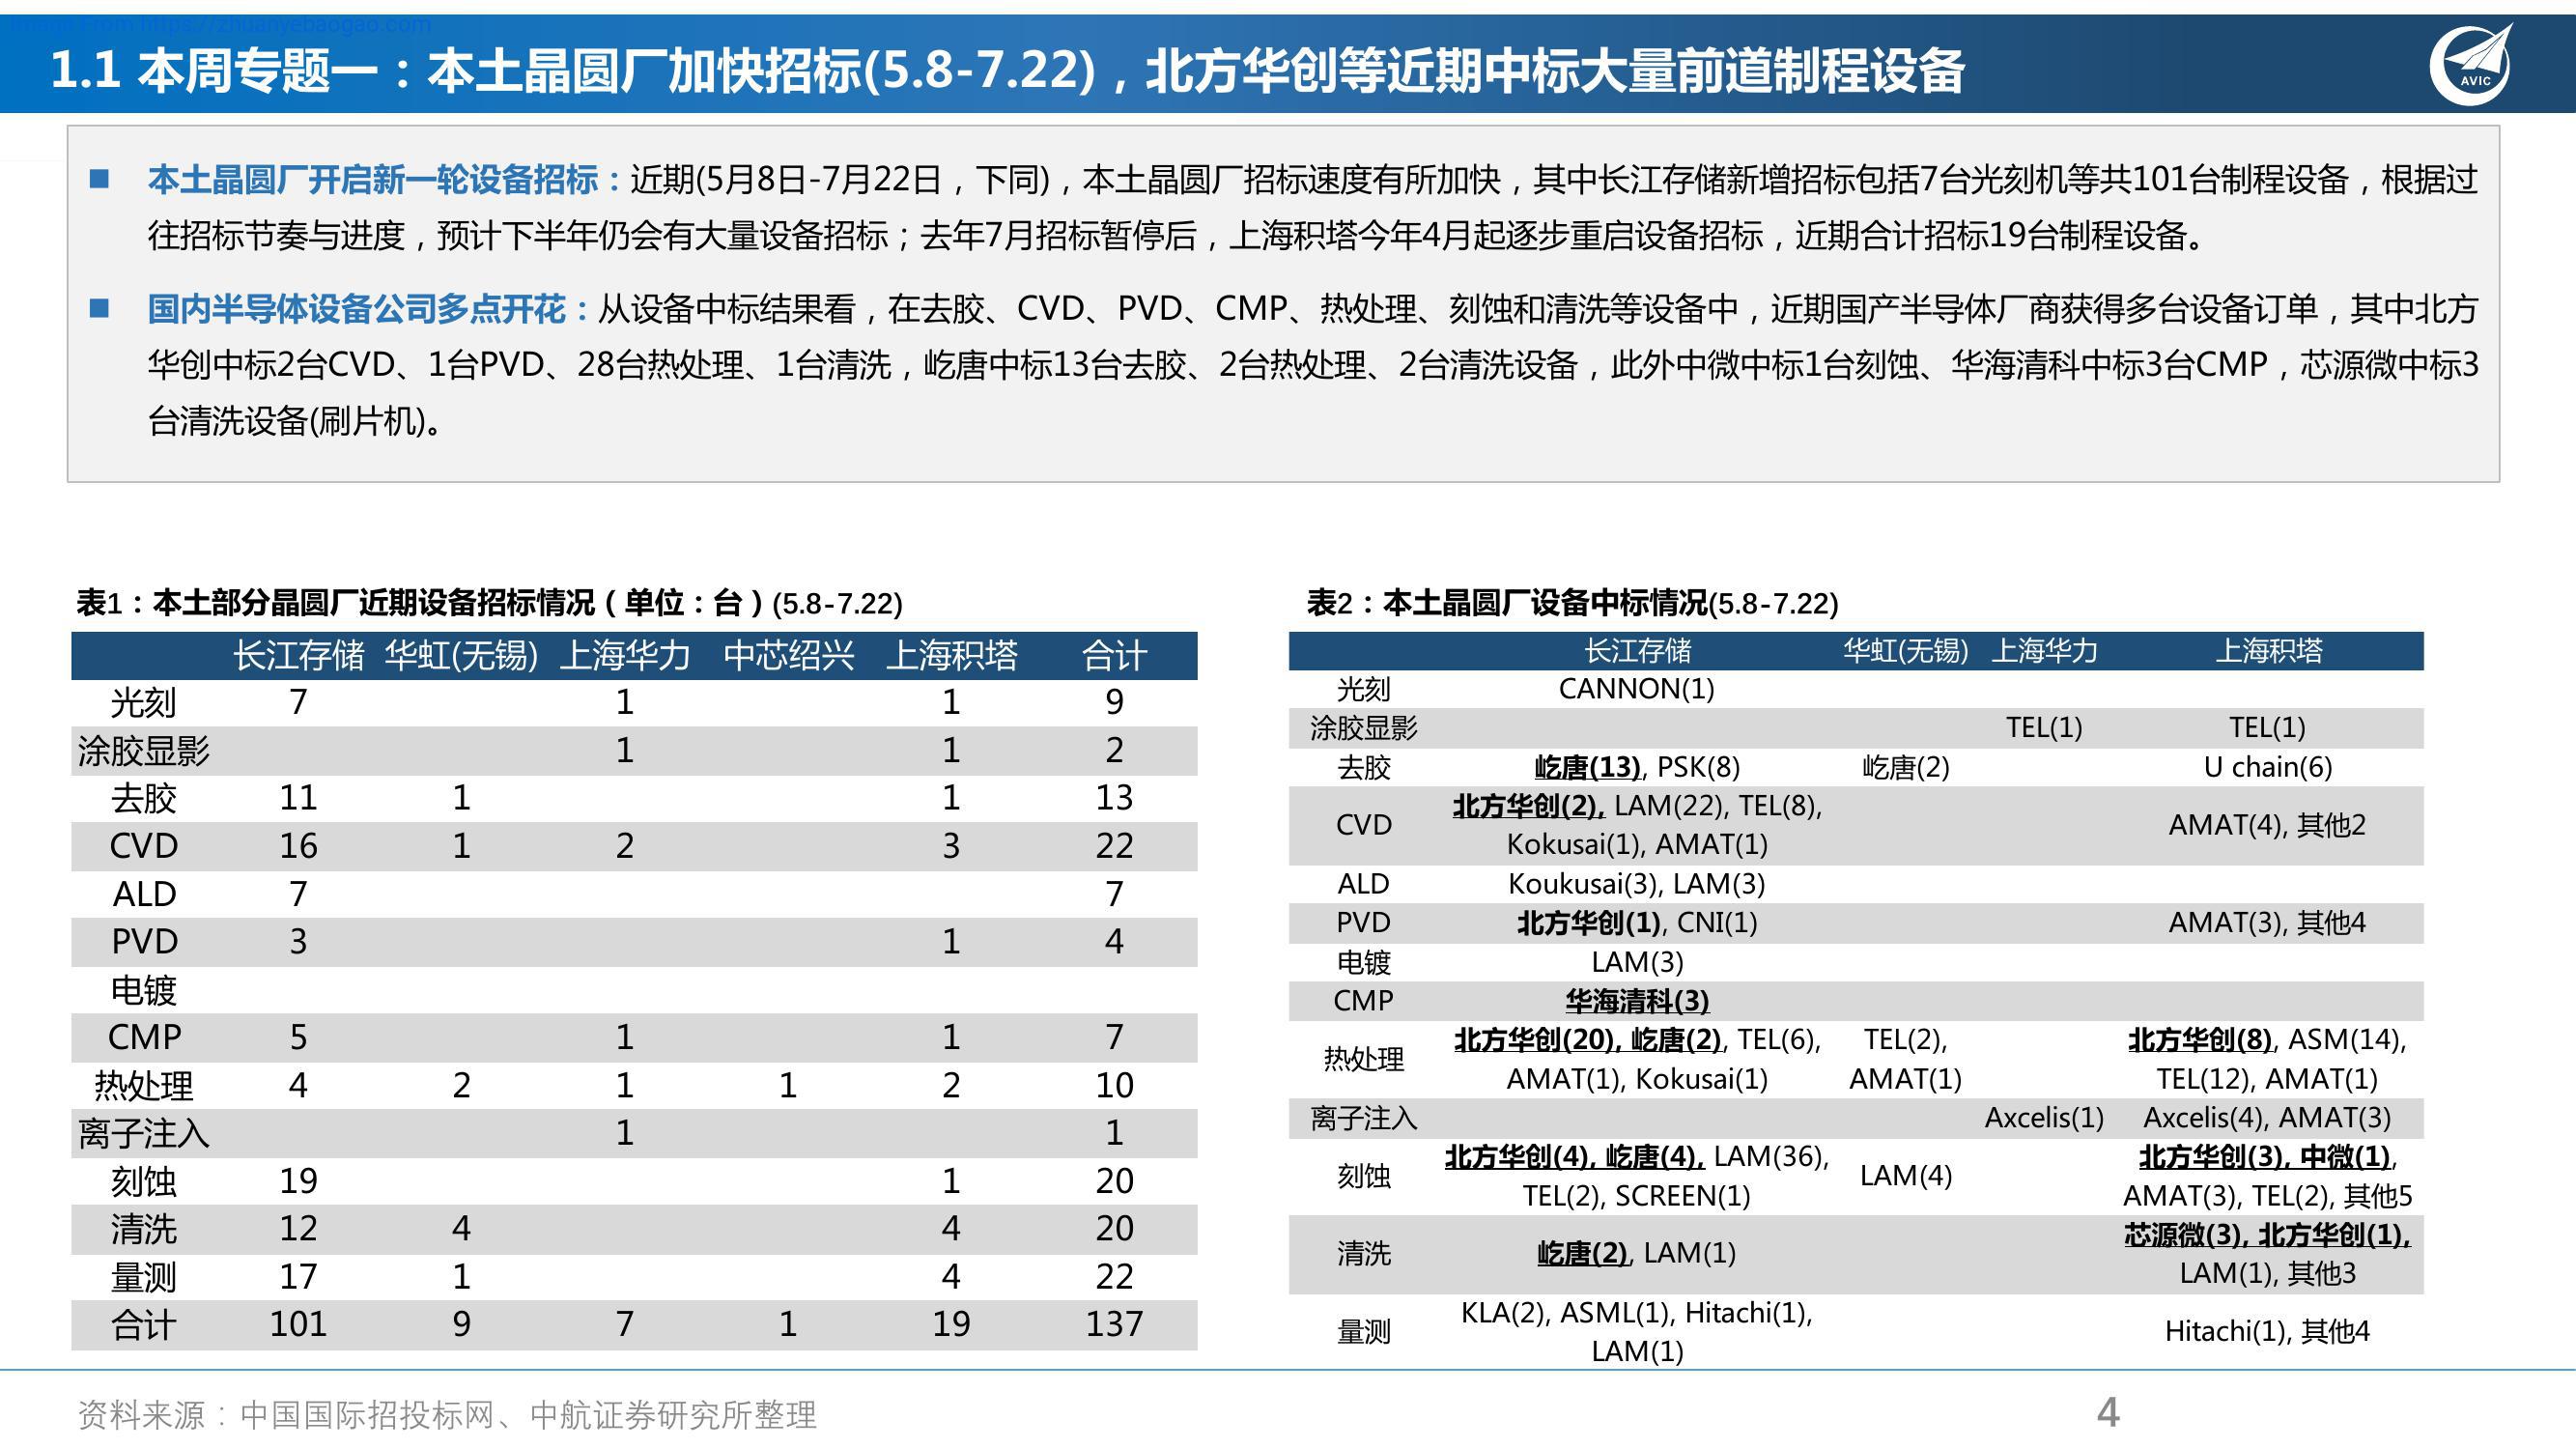 Image From https://zhuanyebaogao.com
1.1 本周专题一：本土晶圆厂加快招标(5.8-7.22)，北方华创等近期中标大量前道制程设备
AVIC
■ 本土晶圆厂开启新一轮设备招标：近期(5月8日-7月22日，下同)，本土晶圆厂招标速度有所加快，其中长江存储新增招标包括7台光刻机等共101台制程设备，根据过
往招标节奏与进度，预计下半年仍会有大量设备招标；去年7月招标暂停后，上海积塔今年4月起逐步重启设备招标，近期合计招标19台制程设备。
■ 国内半导体设备公司多点开花：从设备中标结果看，在去胶、CVD、PVD、CMP、热处理、刻蚀和清洗等设备中，近期国产半导体厂商获得多台设备订单，其中北方
华创中标2台CVD、1台PVD、28台热处理、1台清洗，屹唐中标13台去胶、2台热处理、2台清洗设备，此外中微中标1台刻蚀、华海清科中标3台CMP，芯源微中标3
台清洗设备(刷片机)。
表1：本土部分晶圆厂近期设备招标情况（单位：台）(5.8-7.22)
长江存储 华虹(无锡) 上海华力 中芯绍兴 上海积塔 合计
光刻 7 1 1 9
涂胶显影 1 1 2
去胶 11 1 1 13
CVD 16 1 2 3 22
ALD 7 7
PVD 3 1 4
电镀
CMP 5 1 1 7
热处理 4 2 1 1 2 10
离子注入 1 1
刻蚀 19 1 20
清洗 12 4 4 20
量测 17 1 4 22
合计 101 9 7 1 19 137
表2：本土晶圆厂设备中标情况(5.8-7.22)
长江存储 华虹(无锡) 上海华力 上海积塔
光刻 CANNON(1)
涂胶显影 TEL(1) TEL(1)
去胶 屹唐(13), PSK(8) 屹唐(2) U chain(6)
CVD 北方华创(2), LAM(22), TEL(8), AMAT(4), 其他2
Kokusai(1), AMAT(1)
ALD Koukusai(3), LAM(3)
PVD 北方华创(1), CNI(1) AMAT(3), 其他4
电镀 LAM(3)
CMP 华海清科(3)
热处理 北方华创(20), 屹唐(2), TEL(6), TEL(2), 北方华创(8), ASM(14),
AMAT(1), Kokusai(1) AMAT(1) TEL(12), AMAT(1)
离子注入 Axcelis(1) Axcelis(4), AMAT(3)
刻蚀 北方华创(4), 屹唐(4), LAM(36), LAM(4) 北方华创(3), 中微(1),
TEL(2), SCREEN(1) AMAT(3), TEL(2), 其他5
清洗 屹唐(2), LAM(1) 芯源微(3), 北方华创(1),
LAM(1), 其他3
量测 KLA(2), ASML(1), Hitachi(1), Hitachi(1), 其他4
LAM(1)
资料来源：中国国际招投标网、中航证券研究所整理
4